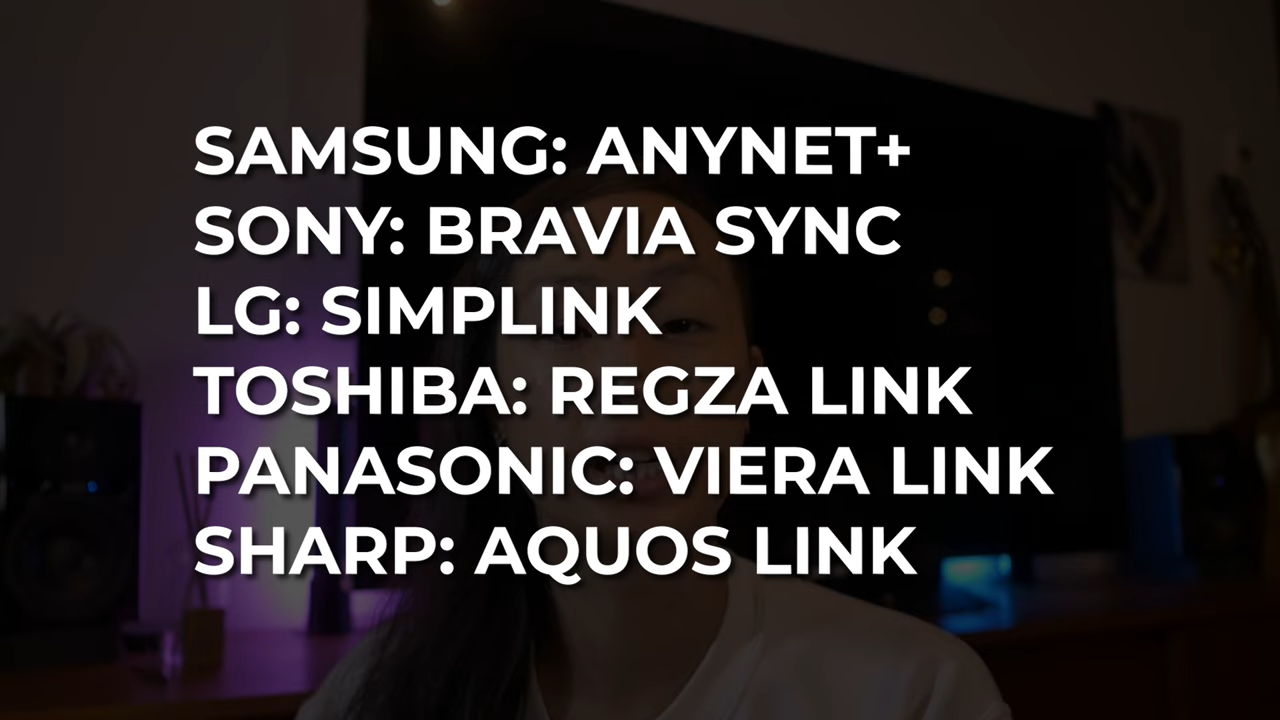 SAMSUNG: ANYNET+
SONY: BRAVIA SYNC
LG: SIMPLINK
TOSHIBA: REGZA LINK
PANASONIC: VIERA LINK
SHARP: AQUOS LINK